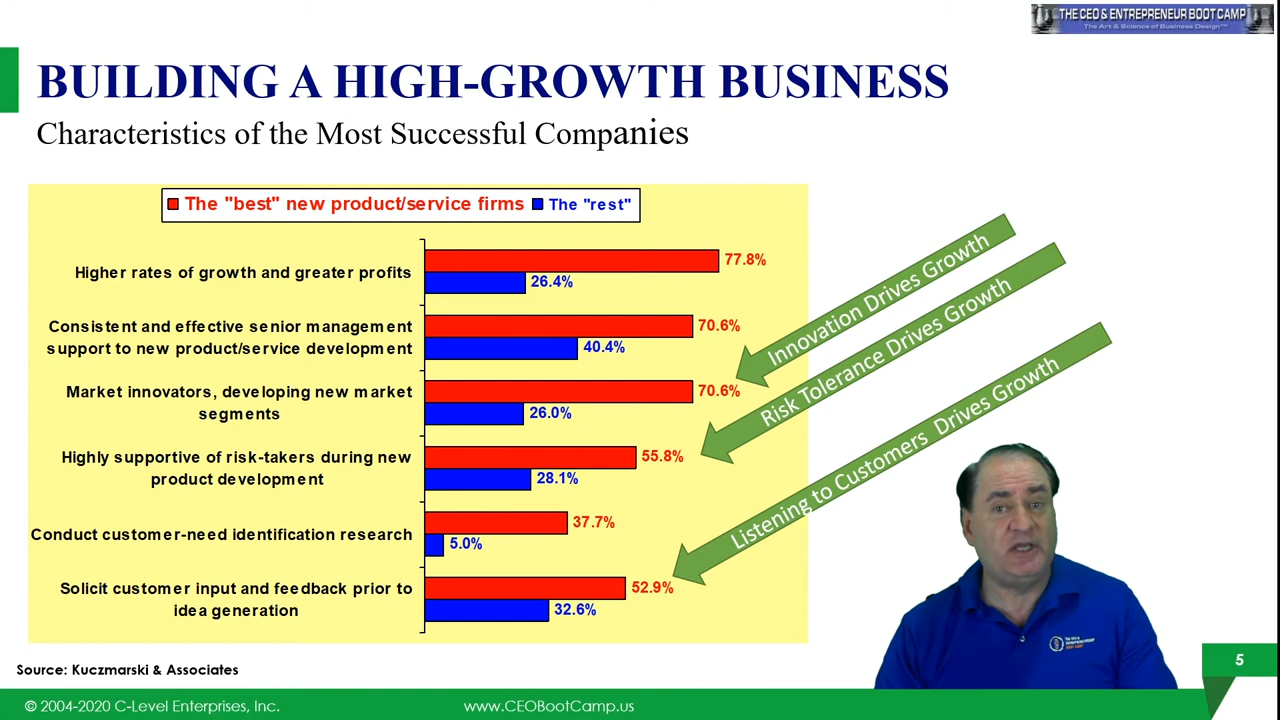 THE CEO & ENTREPRENEUR BOOT CAMP
The Art & Science of Business Design™
BUILDING A HIGH-GROWTH BUSINESS
Characteristics of the Most Successful Companies
The "best" new product/service firms The "rest"
Higher rates of growth and greater profits
77.8%
26.4%
Consistent and effective senior management
support to new product/service development
70.6%
40.4%
Market innovators, developing new market
segments
70.6%
26.0%
Highly supportive of risk-takers during new
product development
55.8%
28.1%
Conduct customer-need identification research
37.7%
5.0%
Solicit customer input and feedback prior to
idea generation
52.9%
32.6%
Innovation Drives Growth
Risk Tolerance Drives Growth
Listening to Customers Drives Growth
THE CEO &
ENTREPRENEURSHIP
BOOT CAMP
Source: Kuczmarski & Associates
5
© 2004-2020 C-Level Enterprises, Inc.
www.CEOBootCamp.us